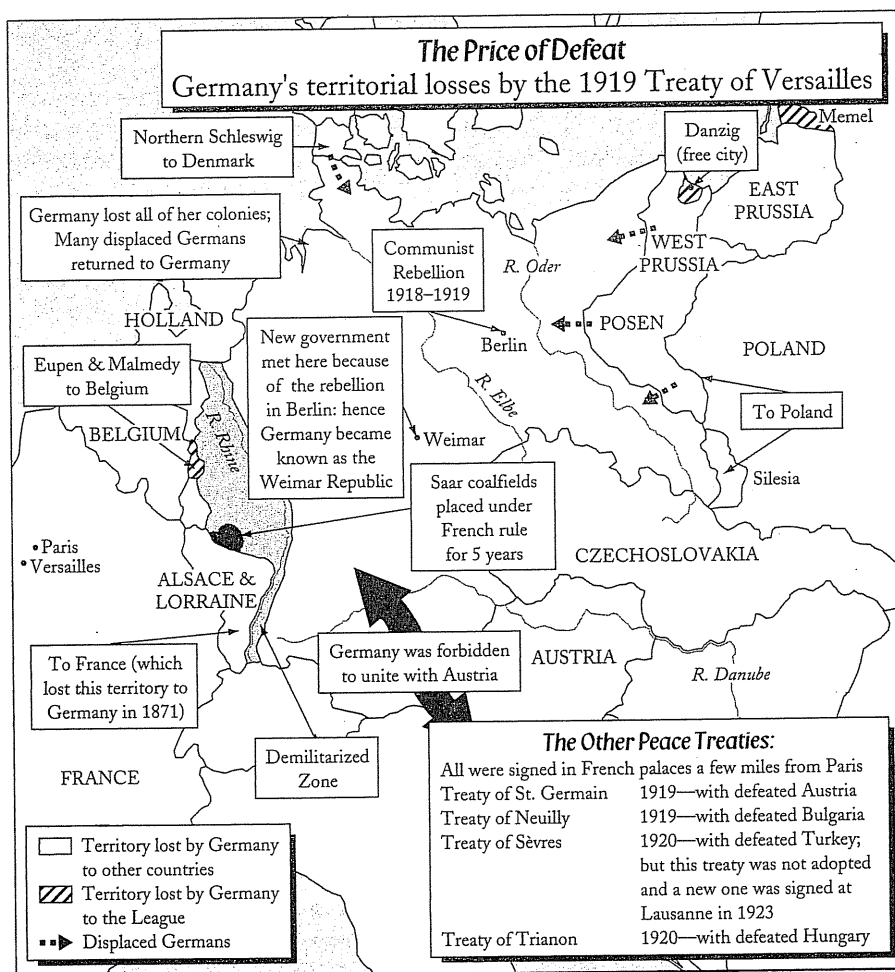 The Price of Defeat
Germany's territorial losses by the 1919 Treaty of Versailles
Northern Schleswig
to Denmark
Danzig
(free city)
Memel
EAST
PRUSSIA
Germany lost all of her colonies;
Many displaced Germans
returned to Germany
Communist
Rebellion
1918–1919
R. Oder
WEST
PRUSSIA
HOLLAND
New government
met here because
of the rebellion
in Berlin: hence
Germany became
known as the
Weimar Republic
Berlin
POSEN
POLAND
Eupen & Malmedy
to Belgium
R. Rhine
R. Elbe
To Poland
BELGIUM
Weimar
Saar coalfields
placed under
French rule
for 5 years
Silesia
Paris
Versailles
ALSACE &
LORRAINE
CZECHOSLOVAKIA
To France (which
lost this territory to
Germany in 1871)
Germany was forbidden
to unite with Austria
AUSTRIA
R. Danube
Demilitarized
Zone
FRANCE
The Other Peace Treaties:
All were signed in French palaces a few miles from Paris
Treaty of St. Germain 1919—with defeated Austria
Treaty of Neuilly 1919—with defeated Bulgaria
Treaty of Sèvres 1920—with defeated Turkey;
but this treaty was not adopted
and a new one was signed at
Lausanne in 1923
Treaty of Trianon 1920—with defeated Hungary
Territory lost by Germany
to other countries
Territory lost by Germany
to the League
Displaced Germans